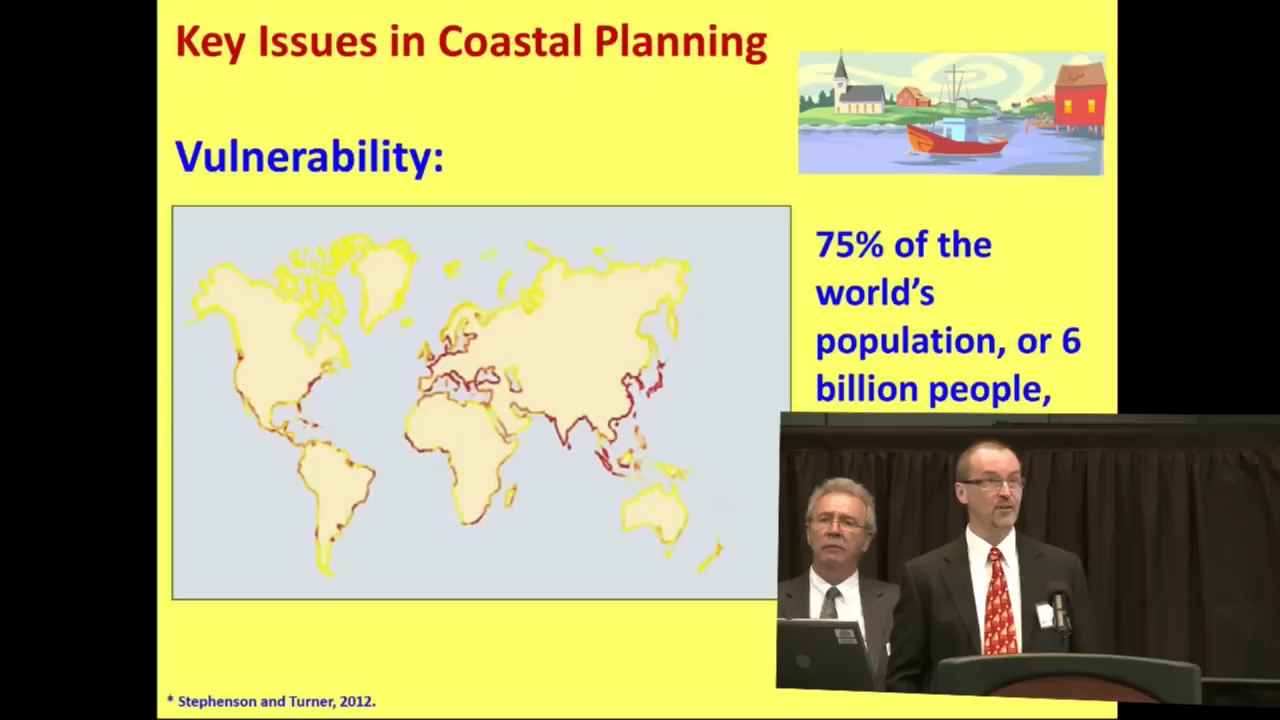 Key Issues in Coastal Planning
Vulnerability:
75% of the
world's
population, or 6
billion people,
* Stephenson and Turner, 2012.